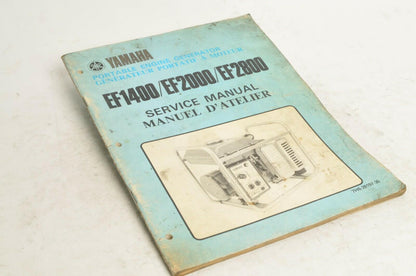 YAMAHA
PORTABLE ENGINE GENERATOR
GENERATEUR PORTATIF A MOTEUR
EF1400/EF2000/EF2800
SERVICE MANUAL
MANUEL D'ATELIER